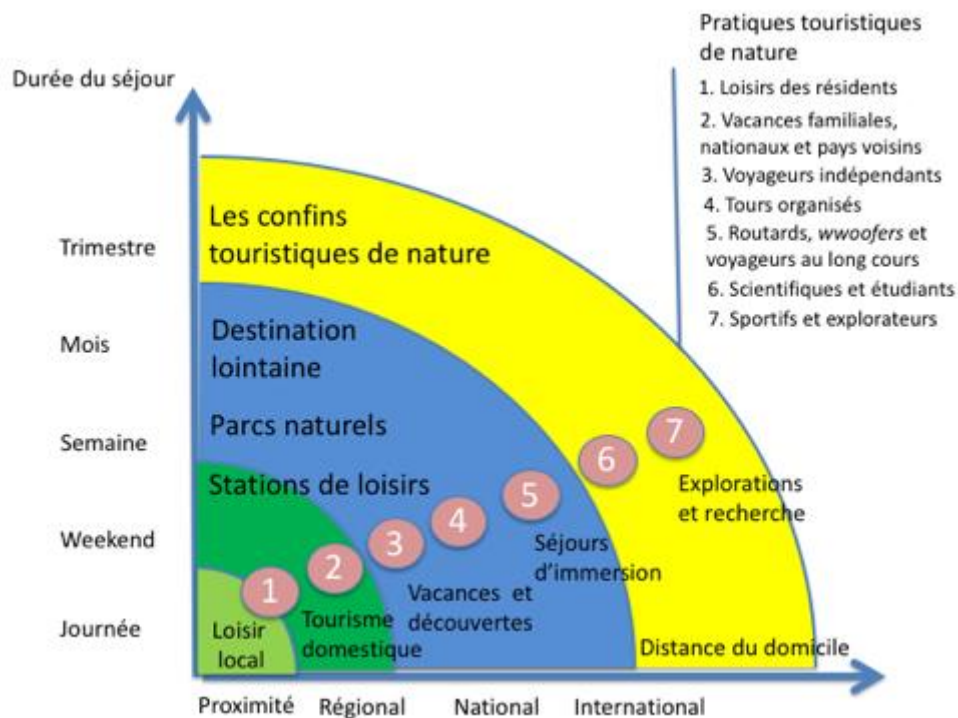 Pratiques touristiques
de nature
1. Loisirs des résidents
2. Vacances familiales,
nationaux et pays voisins
3. Voyageurs indépendants
4. Tours organisés
5. Routards, wwoofers et
voyageurs au long cours
6. Scientifiques et étudiants
7. Sportifs et explorateurs
Durée du séjour
Trimestre
Mois
Semaine
Weekend
Journée
Les confins
touristiques de nature
Destination
lointaine
Parcs naturels
Stations de loisirs
1
2
3
4
5
6
7
Loisir
local
Tourisme
domestique
Vacances et
découvertes
Séjours
d'immersion
Explorations
et recherche
Distance du domicile
Proximité
Régional
National
International